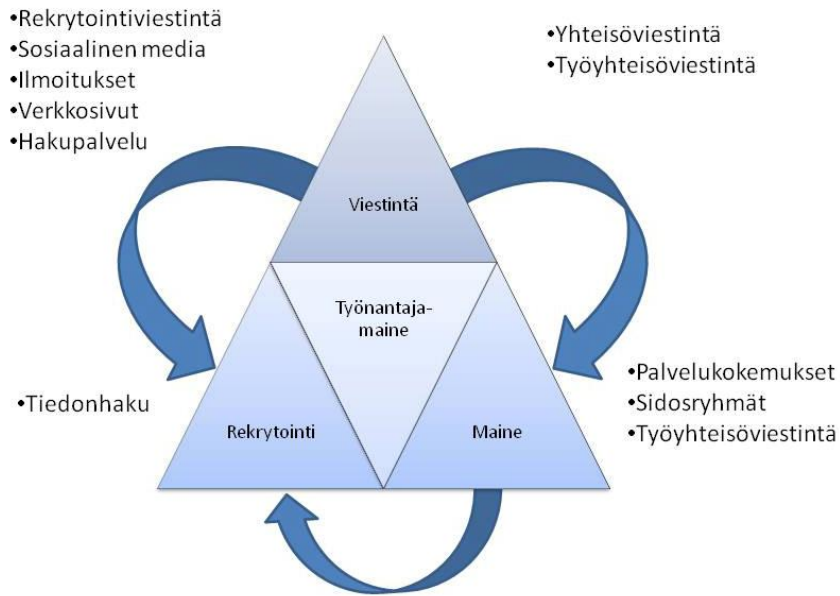 •Rekrytointiviestintä
•Sosiaalinen media
•Ilmoitukset
•Verkkosivut
•Hakupalvelu
•Yhteisöviestintä
•Työyhteisöviestintä
Viestintä
Työnantaja-
maine
•Tiedonhaku
Rekrytointi
Maine
•Palvelukokemukset
•Sidosryhmät
•Työyhteisöviestintä